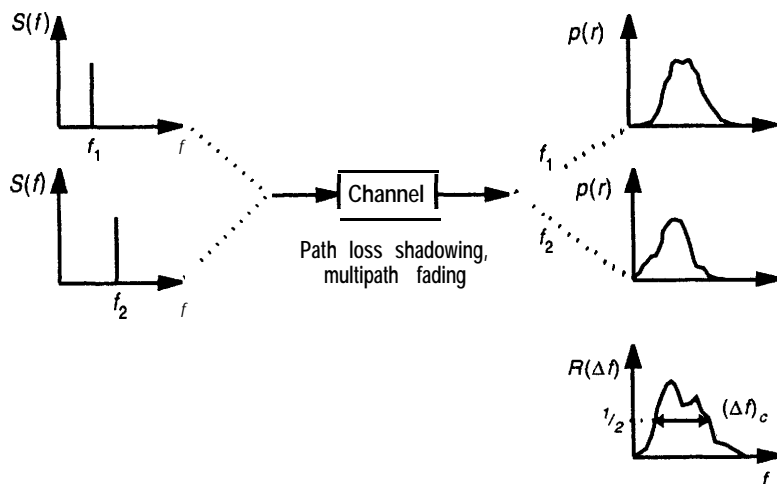 S(f)
f₁
f
S(f)
f₂
f
Channel
Path loss shadowing,
multipath fading
p(r)
f₁
p(r)
f₂
R(Δf)
1/2
(Δf)c
f